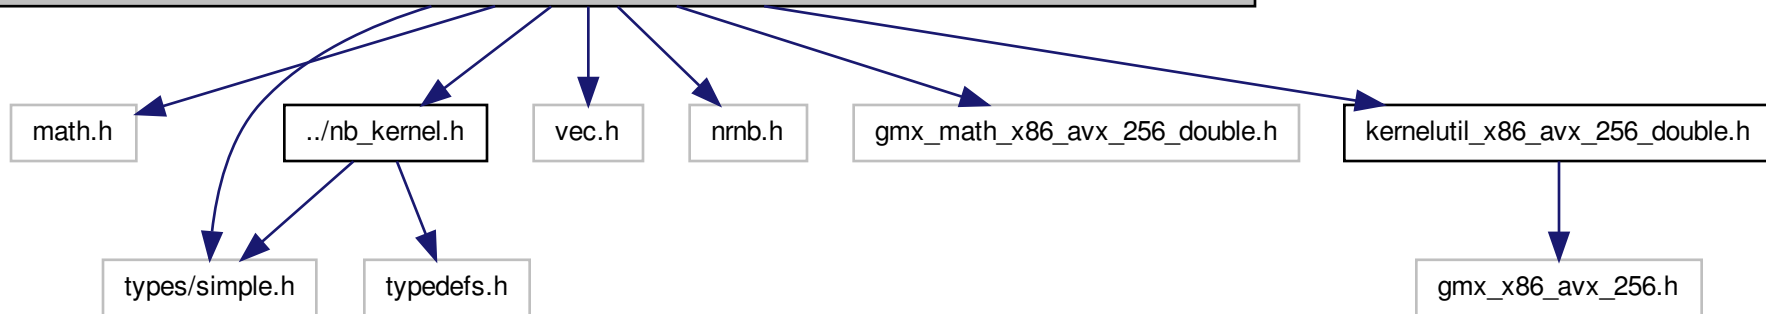 math.h
../nb_kernel.h
vec.h
nrnb.h
gmx_math_x86_avx_256_double.h
kernelutil_x86_avx_256_double.h
types/simple.h
typedefs.h
gmx_x86_avx_256.h